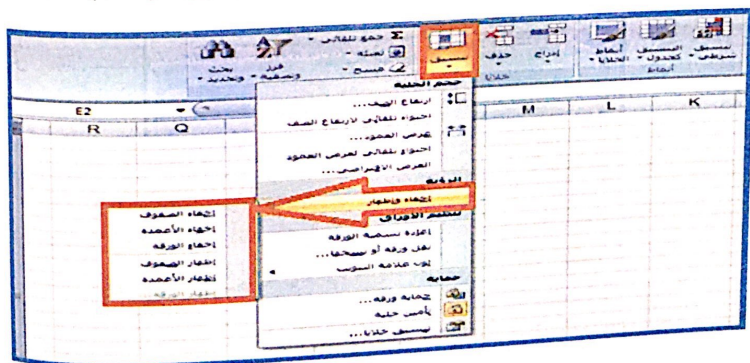 تنسيق شرطي
التنسيق كجدول
أنماط الخلايا
أنماط
إدراج
حذف
تنسيق
خلايا
Σ جمع تلقائي
تعبئة
مسح
فرز وتصفية
بحث وتحديد
E2
K
L
M
Q
R
حجم الخلية
ارتفاع الصف...
احتواء تلقائي لارتفاع الصف
عرض العمود...
احتواء تلقائي لعرض العمود
العرض الافتراضي...
الرؤية
إخفاء وإظهار
تنظيم الأوراق
إعادة تسمية الورقة
نقل ورقة أو نسخها...
لون علامة التبويب
حماية
حماية ورقة...
تأمين خلية
تنسيق خلايا...
إخفاء الصفوف
إخفاء الأعمدة
إخفاء الورقة
إظهار الصفوف
إظهار الأعمدة
إظهار الورقة